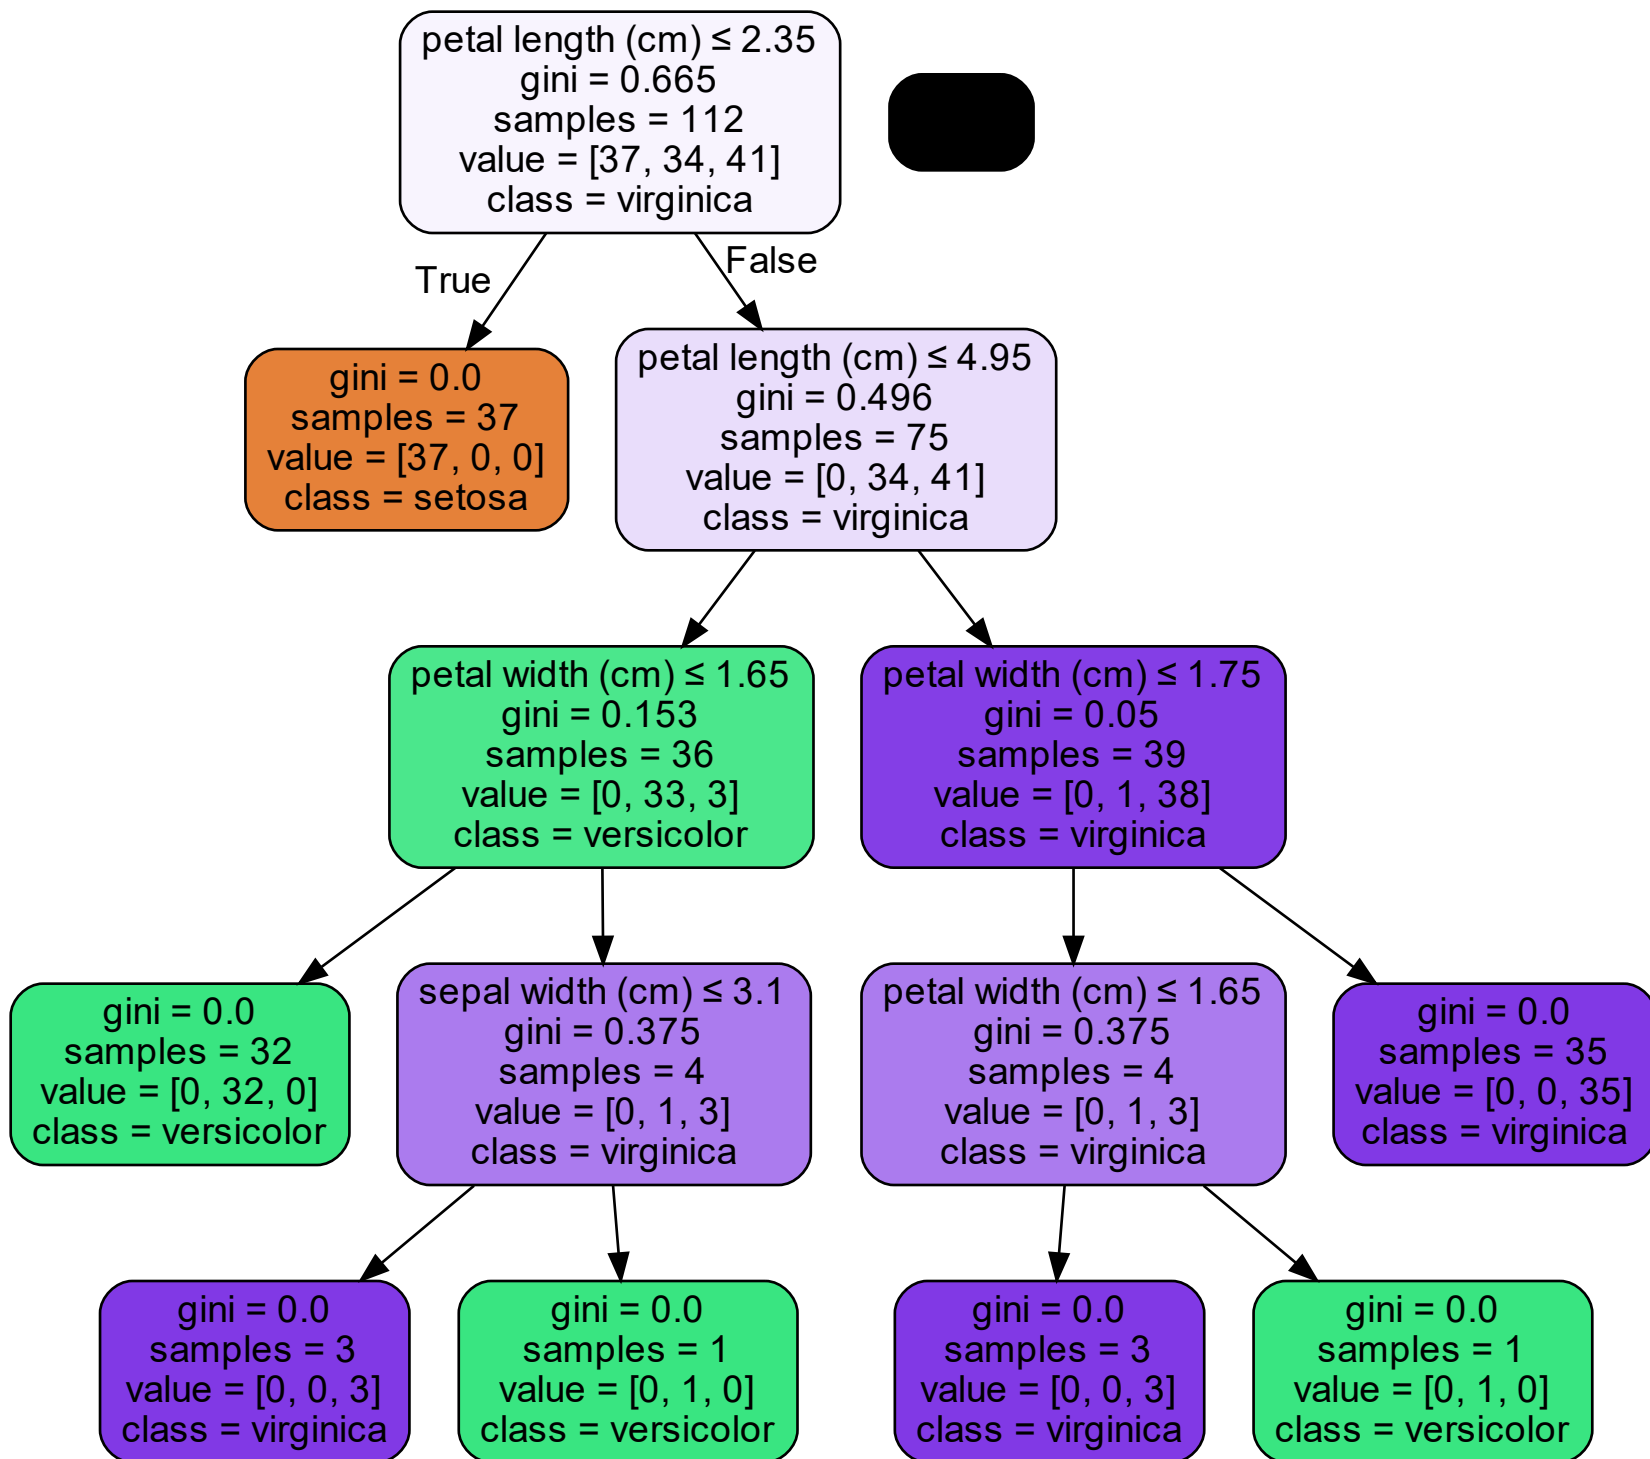 petal length (cm) ≤ 2.35
gini = 0.665
samples = 112
value = [37, 34, 41]
class = virginica
True
False
gini = 0.0
samples = 37
value = [37, 0, 0]
class = setosa
petal length (cm) ≤ 4.95
gini = 0.496
samples = 75
value = [0, 34, 41]
class = virginica
petal width (cm) ≤ 1.65
gini = 0.153
samples = 36
value = [0, 33, 3]
class = versicolor
petal width (cm) ≤ 1.75
gini = 0.05
samples = 39
value = [0, 1, 38]
class = virginica
gini = 0.0
samples = 32
value = [0, 32, 0]
class = versicolor
sepal width (cm) ≤ 3.1
gini = 0.375
samples = 4
value = [0, 1, 3]
class = virginica
petal width (cm) ≤ 1.65
gini = 0.375
samples = 4
value = [0, 1, 3]
class = virginica
gini = 0.0
samples = 35
value = [0, 0, 35]
class = virginica
gini = 0.0
samples = 3
value = [0, 0, 3]
class = virginica
gini = 0.0
samples = 1
value = [0, 1, 0]
class = versicolor
gini = 0.0
samples = 3
value = [0, 0, 3]
class = virginica
gini = 0.0
samples = 1
value = [0, 1, 0]
class = versicolor